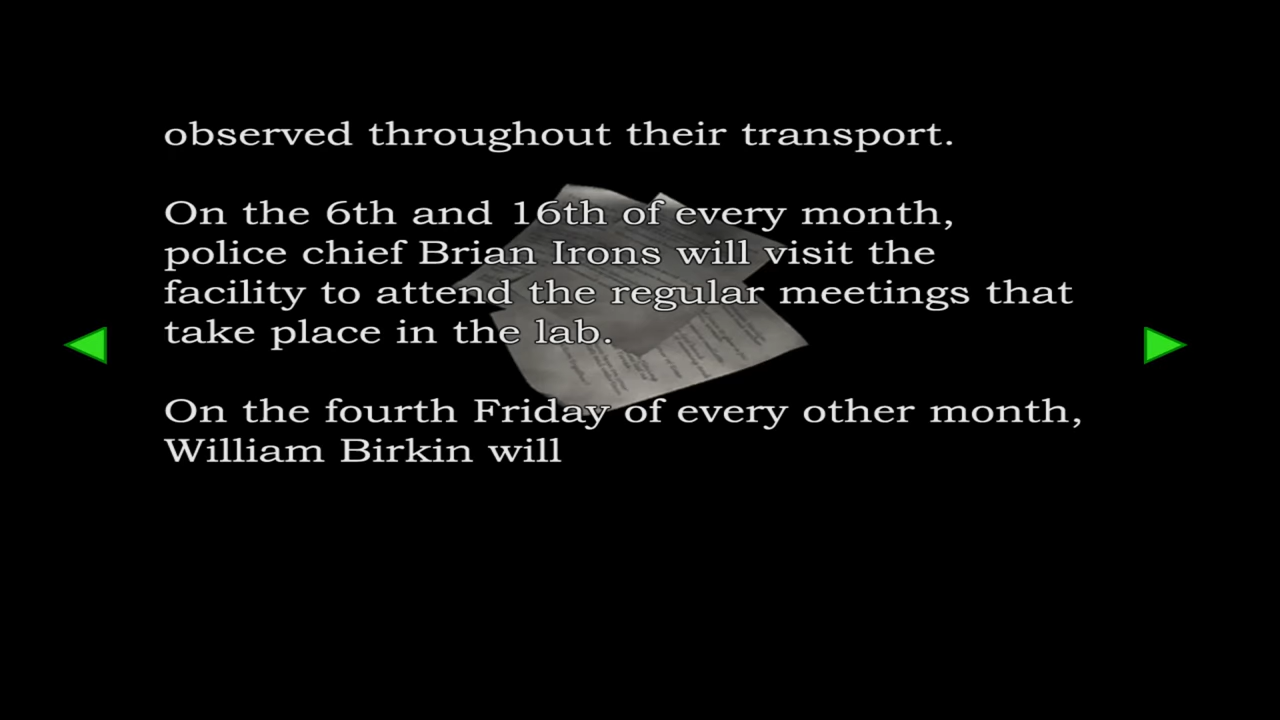 observed throughout their transport.
On the 6th and 16th of every month,
police chief Brian Irons will visit the
facility to attend the regular meetings that
take place in the lab.
On the fourth Friday of every other month,
William Birkin will